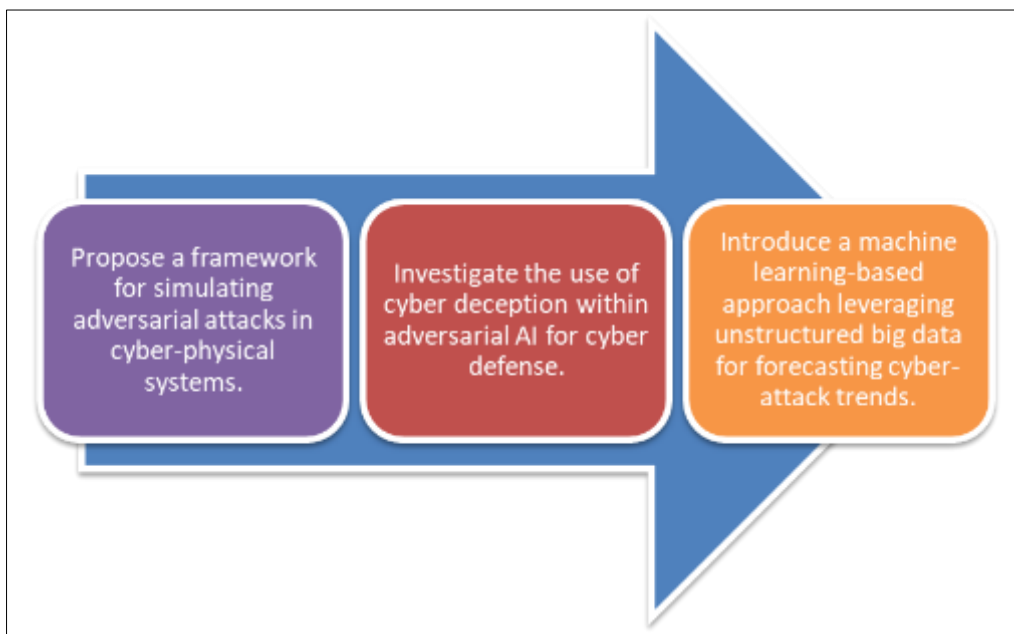 Propose a framework
for simulating
adversarial attacks in
cyber-physical
systems.
Investigate the use of
cyber deception within
adversarial AI for cyber
defense.
Introduce a machine
learning-based
approach leveraging
unstructured big data
for forecasting cyber-
attack trends.